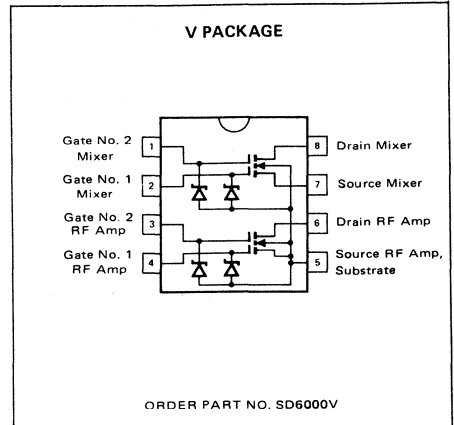 V PACKAGE
Gate No. 2
Mixer
1
8
Drain Mixer
Gate No. 1
Mixer
2
7
Source Mixer
Gate No. 2
RF Amp
3
6
Drain RF Amp
Gate No. 1
RF Amp
4
5
Source RF Amp,
Substrate
ORDER PART NO. SD6000V